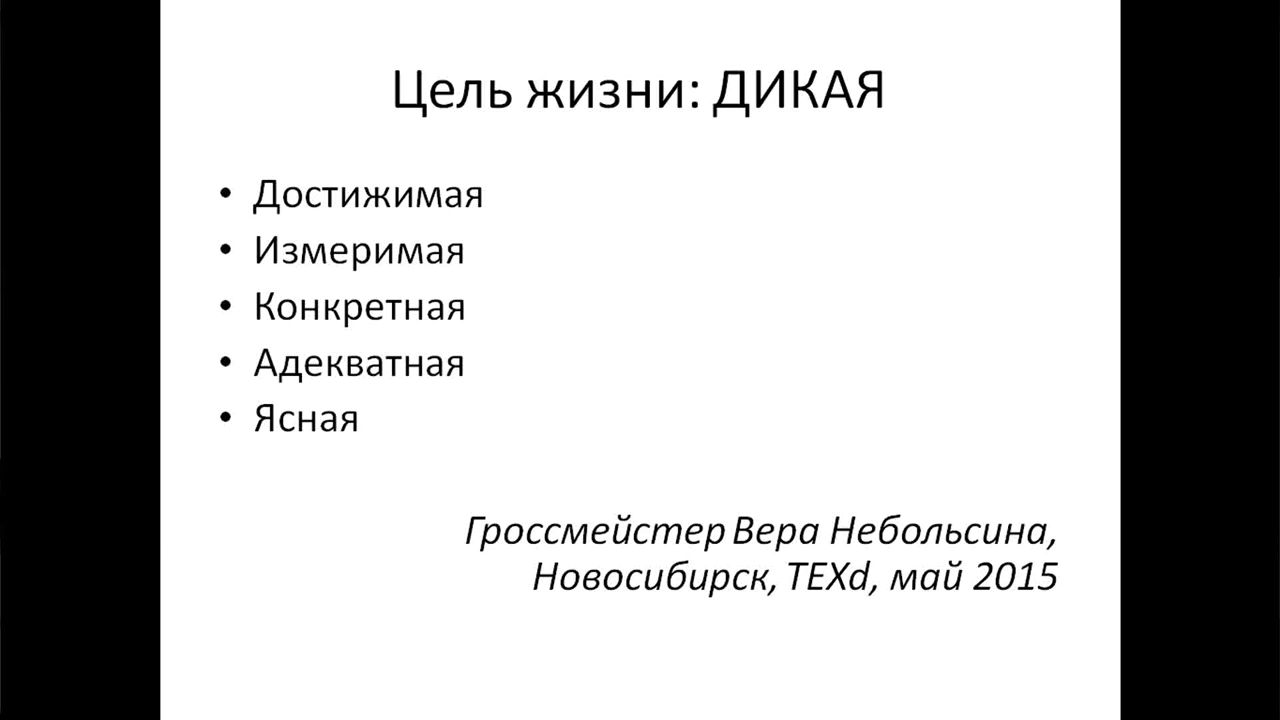 Цель жизни: ДИКАЯ
• Достижимая
• Измеримая
• Конкретная
• Адекватная
• Ясная
Гроссмейстер Вера Небольсина,
Новосибирск, TEXd, май 2015